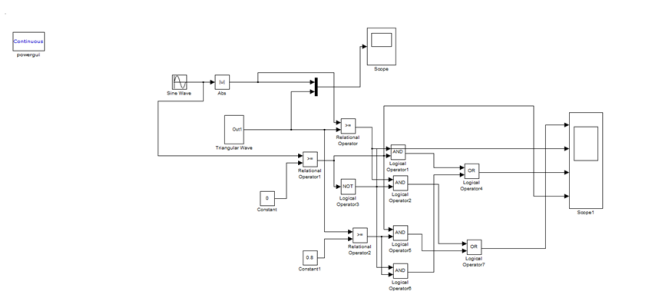 Continuous
powergui
Scope
Sine Wave
|u|
Abs
Out1
Triangular Wave
>=
Relational
Operator
>=
Relational
Operator1
0
Constant
NOT
Logical
Operator3
AND
Logical
Operator1
AND
Logical
Operator2
OR
Logical
Operator4
Scope1
>=
Relational
Operator2
0.8
Constant1
AND
Logical
Operator5
AND
Logical
Operator6
OR
Logical
Operator7